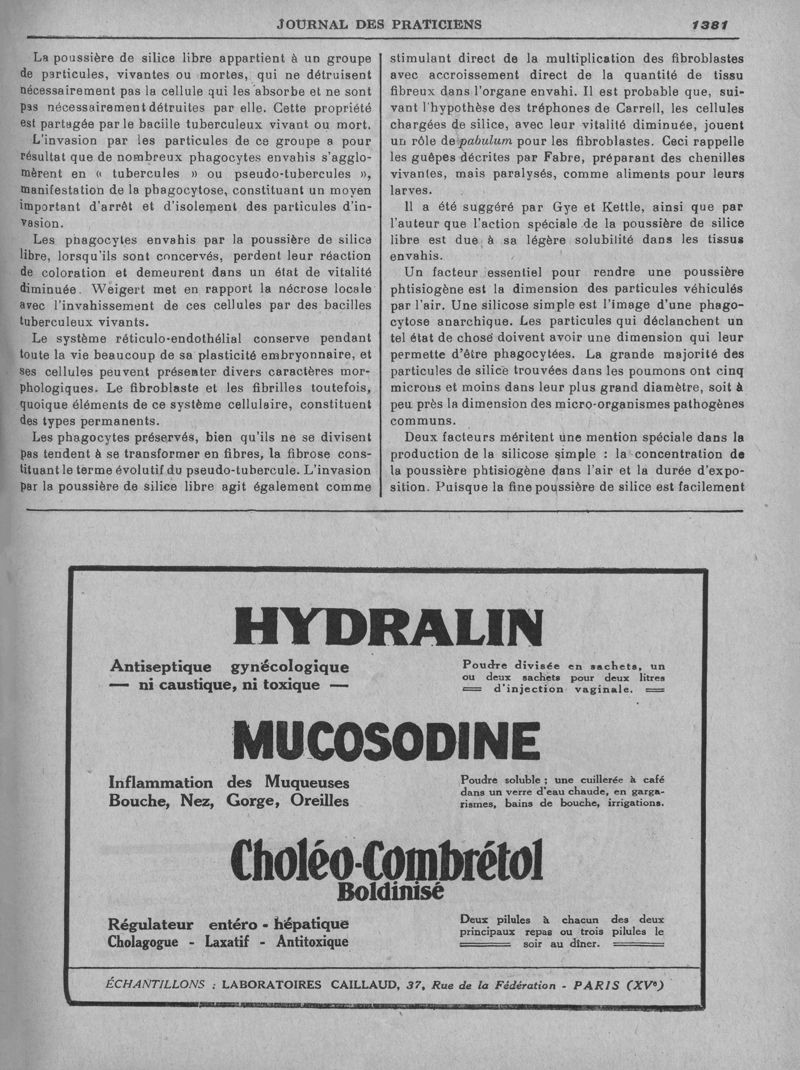 JOURNAL DES PRATICIENS 1381
La poussière de silice libre appartient à un groupe
de particules, vivantes ou mortes, qui ne détruisent
nécessairement pas la cellule qui les absorbe et ne sont
pas nécessairement détruites par elle. Cette propriété
est partagée par le bacille tuberculeux vivant ou mort.
L'invasion par les particules de ce groupe a pour
résultat que de nombreux phagocytes envahis s'agglo-
mèrent en « tubercules » ou pseudo-tubercules »,
manifestation de la phagocytose, constituant un moyen
important d'arrêt et d'isolement des particules d'in-
vasion.
Les phagocytes envahis par la poussière de silice
libre, lorsqu'ils sont concervés, perdent leur réaction
de coloration et demeurent dans un état de vitalité
diminuée. Weigert met en rapport la nécrose locale
avec l'invahissement de ces cellules par des bacilles
tuberculeux vivants.
Le système réticulo-endothélial conserve pendant
toute la vie beaucoup de sa plasticité embryonnaire, et
ses cellules peuvent présenter divers caractères mor-
phologiques. Le fibroblaste et les fibrilles toutefois,
quoique éléments de ce système cellulaire, constituent
des types permanents.
Les phagocytes préservés, bien qu'ils ne se divisent
pas tendent à se transformer en fibres, la fibrose cons-
tituant le terme évolutif du pseudo-tubercule. L'invasion
par la poussière de silice libre agit également comme
stimulant direct de la multiplication des fibroblastes
avec accroissement direct de la quantité de tissu
fibreux dans l'organe envahi. Il est probable que, sui-
vant l'hypothèse des tréphones de Carrell, les cellules
chargées de silice, avec leur vitalité diminuée, jouent
un rôle de pabulum pour les fibroblastes. Ceci rappelle
les guêpes décrites par Fabre, préparant des chenilles
vivantes, mais paralysés, comme aliments pour leurs
larves.
Il a été suggéré par Gye et Kettle, ainsi que par
l'auteur que l'action spéciale de la poussière de silice
libre est due à sa légère solubilité dans les tissus
envahis.
Un facteur essentiel pour rendre une poussière
phtisiogène est la dimension des particules véhiculés
par l'air. Une silicose simple est l'image d'une phago-
cytose anarchique. Les particules qui déclanchent un
tel état de chose doivent avoir une dimension qui leur
permette d'être phagocytées. La grande majorité des
particules de silice trouvées dans les poumons ont cinq
microns et moins dans leur plus grand diamètre, soit à
peu près la dimension des micro-organismes pathogènes
communs.
Deux facteurs méritent une mention spéciale dans la
production de la silicose simple : la concentration de
la poussière phtisiogène dans l'air et la durée d'expo-
sition. Puisque la fine poussière de silice est facilement
HYDRALIN
Antiseptique gynécologique
— ni caustique, ni toxique —
Poudre divisée en sachets, un
ou deux sachets pour deux litres
d'injection vaginale.
MUCOSODINE
Inflammation des Muqueuses
Bouche, Nez, Gorge, Oreilles
Poudre soluble ; une cuillerée à café
dans un verre d'eau chaude, en garga-
rismes, bains de bouche, irrigations.
Choléo-Combrétol
Boldinisé
Régulateur entéro-hépatique
Cholagogue - Laxatif - Antitoxique
Deux pilules à chacun des deux
principaux repas ou trois pilules le
soir au dîner.
ÉCHANTILLONS : LABORATOIRES CAILLAUD, 37, Rue de la Fédération - PARIS (XVe)